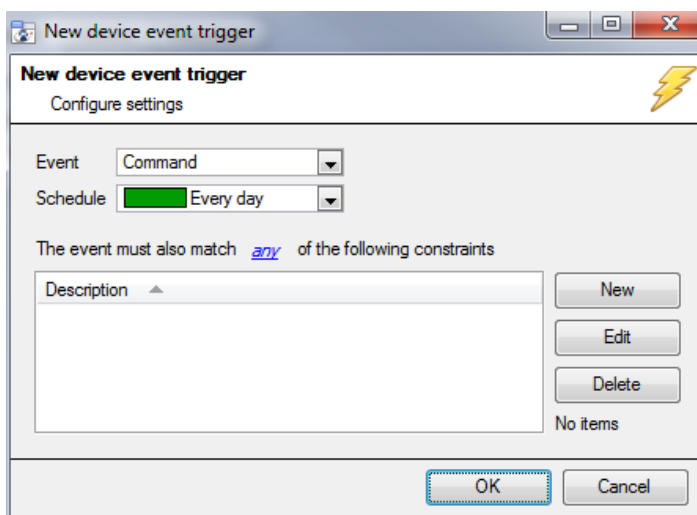 New device event trigger
New device event trigger
Configure settings
Event Command
Schedule Every day
The event must also match any of the following constraints
Description
New
Edit
Delete
No items
OK Cancel